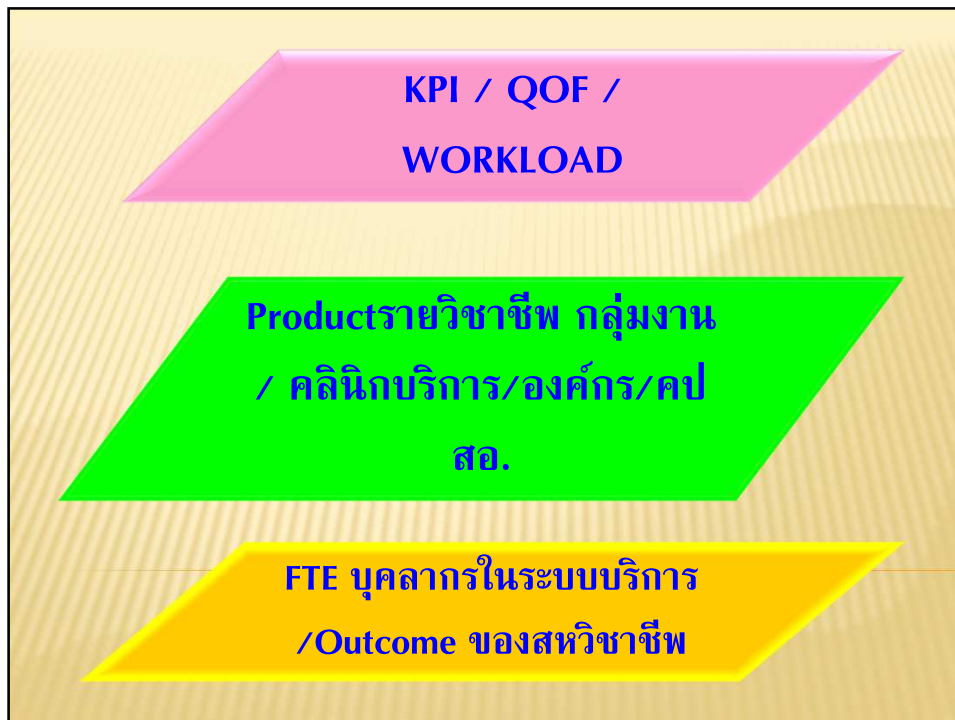 KPI / QOF /
WORKLOAD
Productรายวิชาชีพ กลุ่มงาน
/ คลินิกบริการ/องค์กร/คป
สอ.
FTE บุคลากรในระบบบริการ
/Outcome ของสหวิชาชีพ